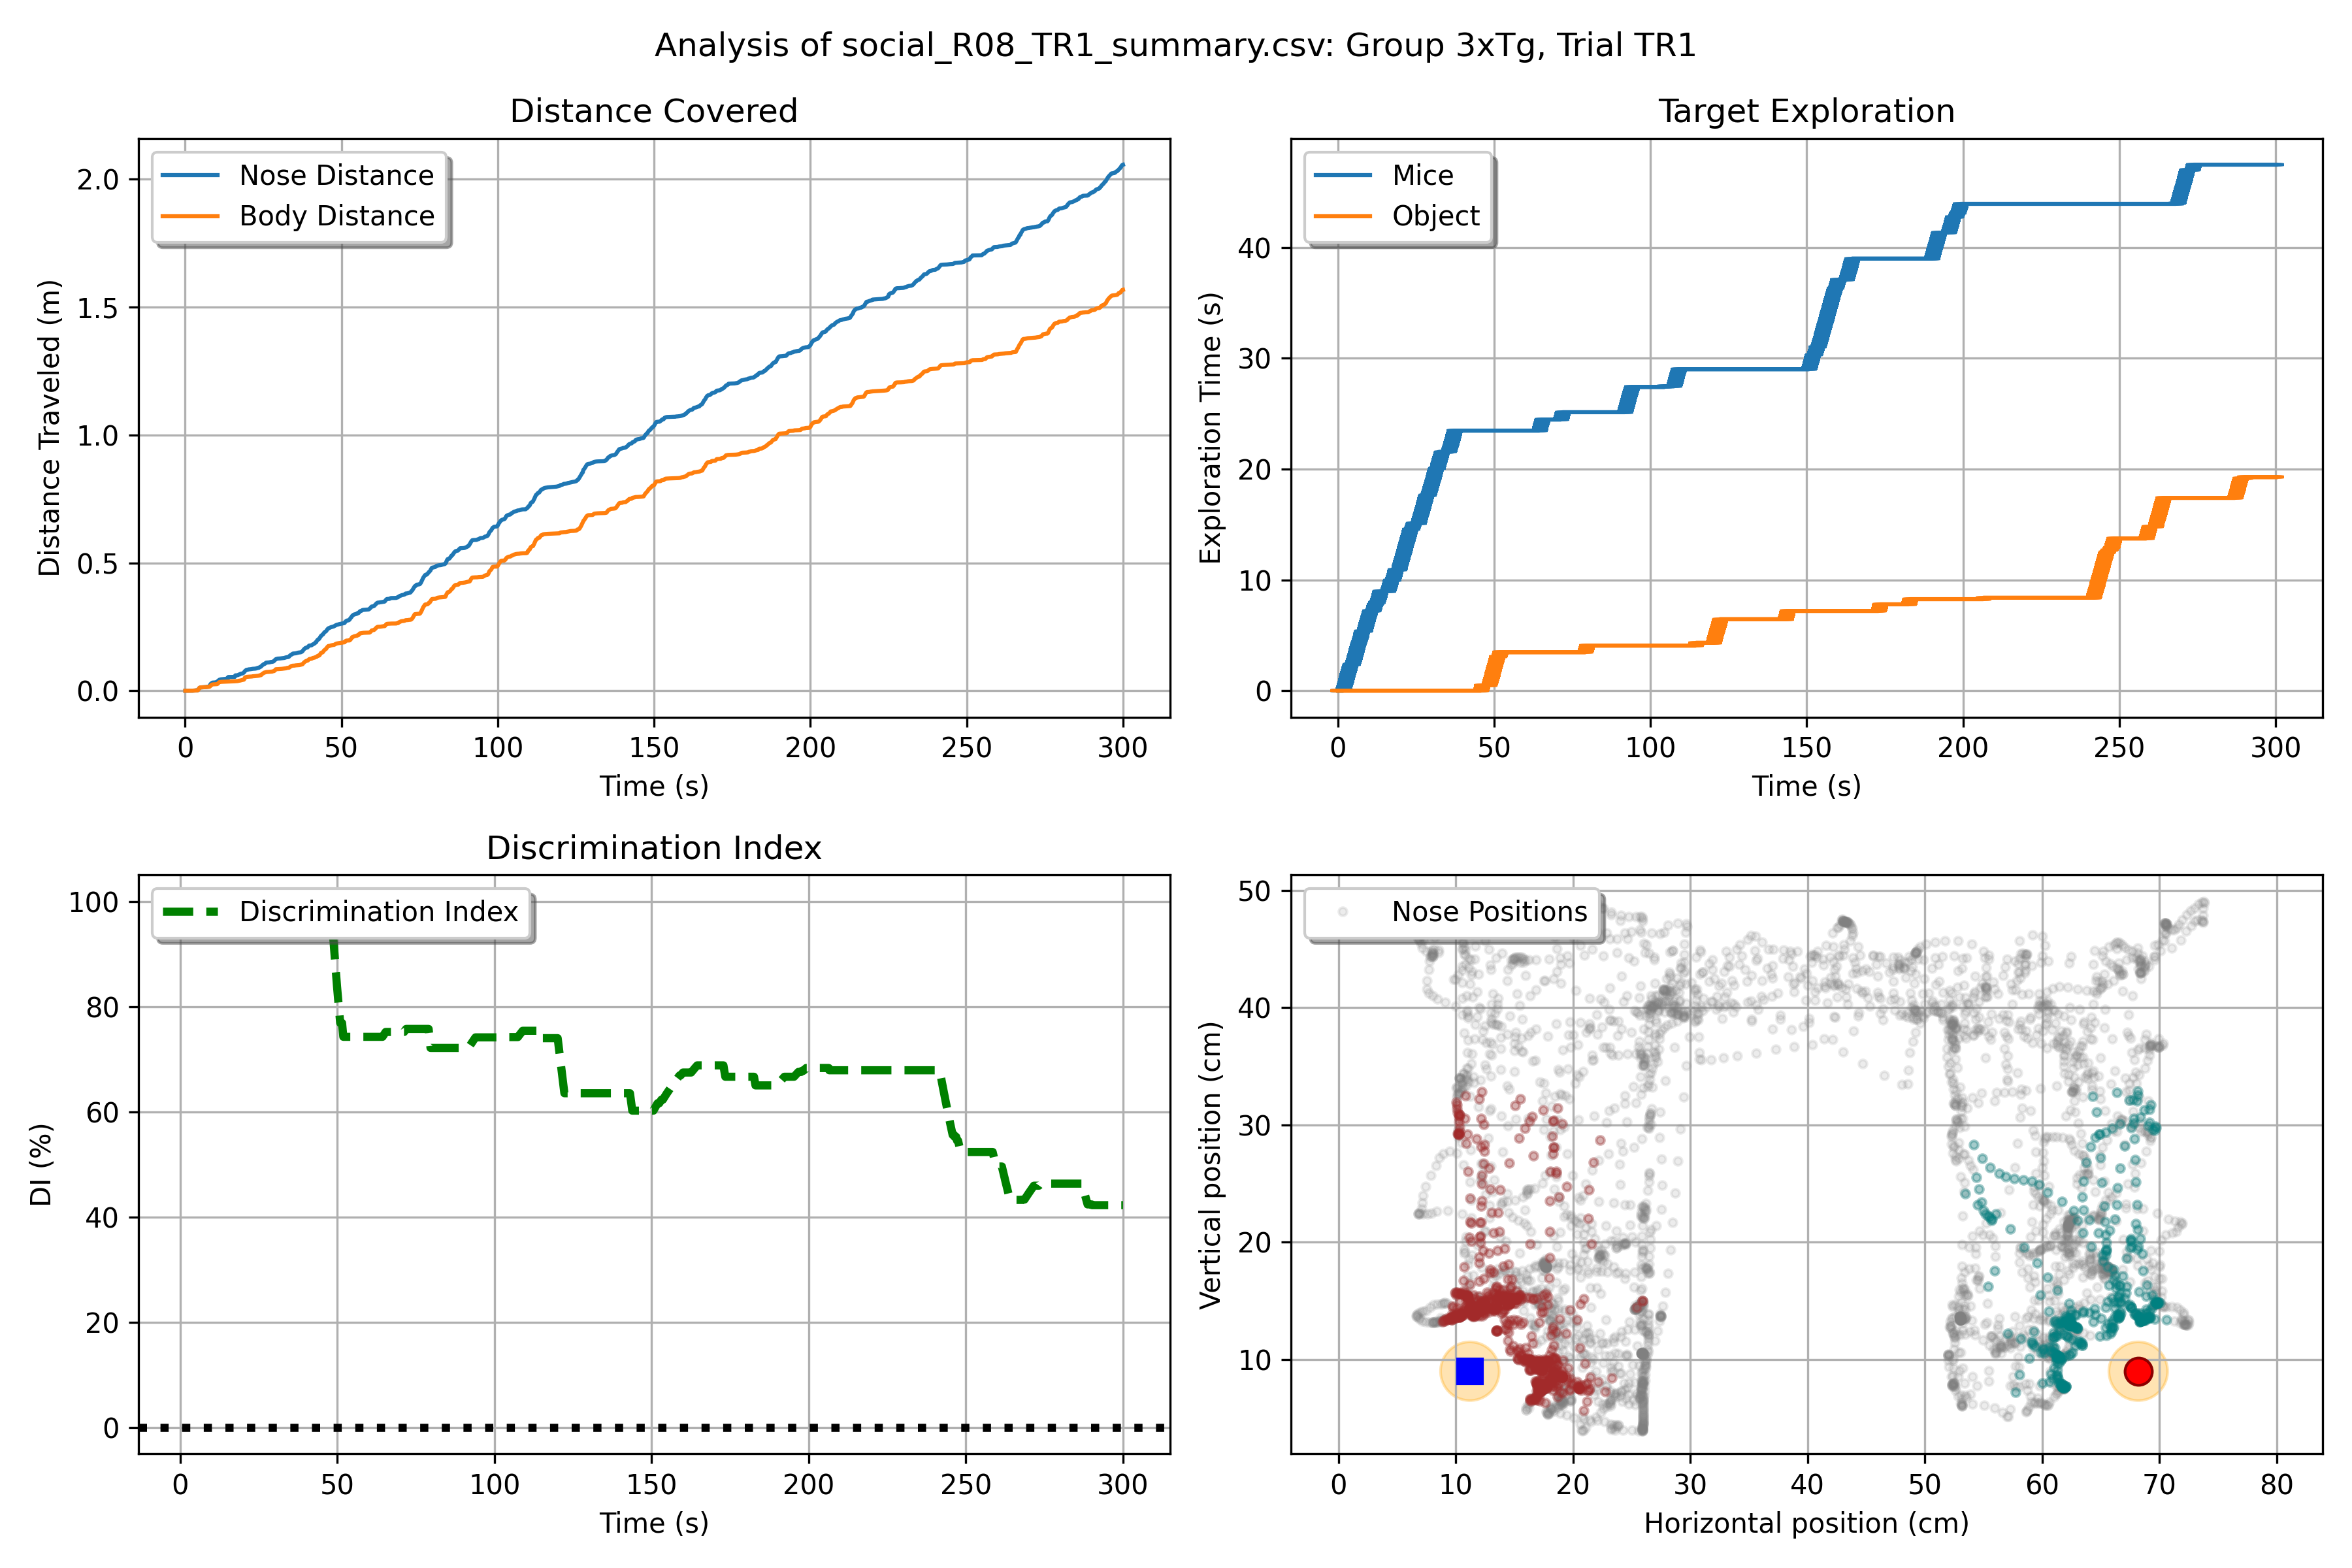 Analysis of social_R08_TR1_summary.csv: Group 3xTg, Trial TR1
Distance Covered
Nose Distance
Body Distance
Distance Traveled (m)
2.0
1.5
1.0
0.5
0.0
0 50 100 150 200 250 300
Time (s)
Target Exploration
Mice
Object
Exploration Time (s)
40
30
20
10
0
0 50 100 150 200 250 300
Time (s)
Discrimination Index
Discrimination Index
DI (%)
100
80
60
40
20
0
0 50 100 150 200 250 300
Time (s)
Nose Positions
Vertical position (cm)
50
40
30
20
10
0 10 20 30 40 50 60 70 80
Horizontal position (cm)